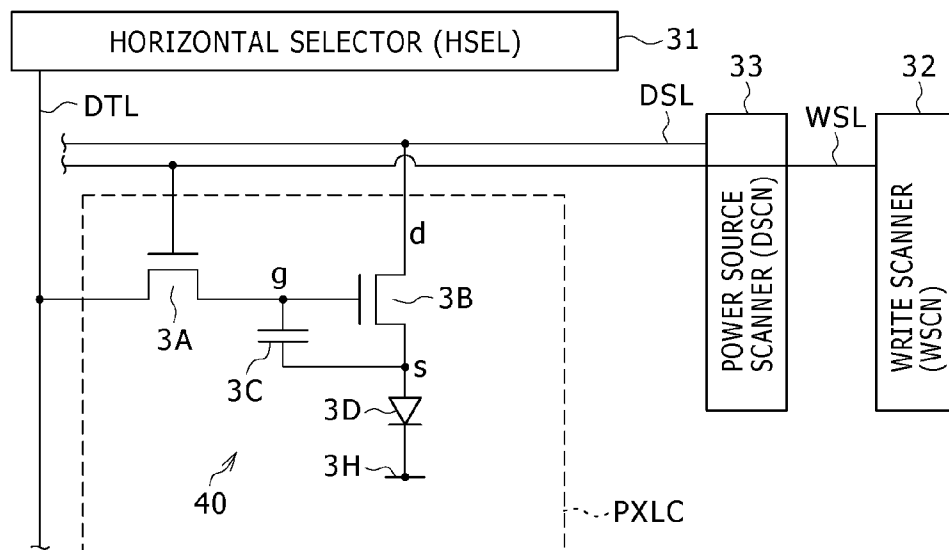 HORIZONTAL SELECTOR (HSEL)
31
DTL
DSL
33
WSL
32
POWER SOURCE
SCANNER (DSCN)
WRITE SCANNER
(WSCN)
d
g
3B
3A
3C
s
3D
3H
40
PXLC